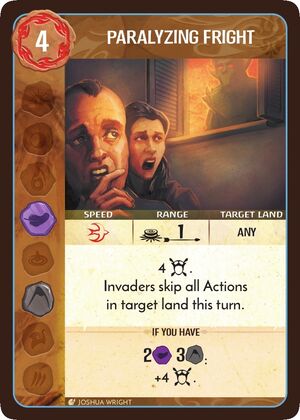 4
PARALYZING FRIGHT
SPEED RANGE TARGET LAND
1 ANY
4 .
Invaders skip all Actions
in target land this turn.
IF YOU HAVE
2 3 :
+4 .
JOSHUA WRIGHT